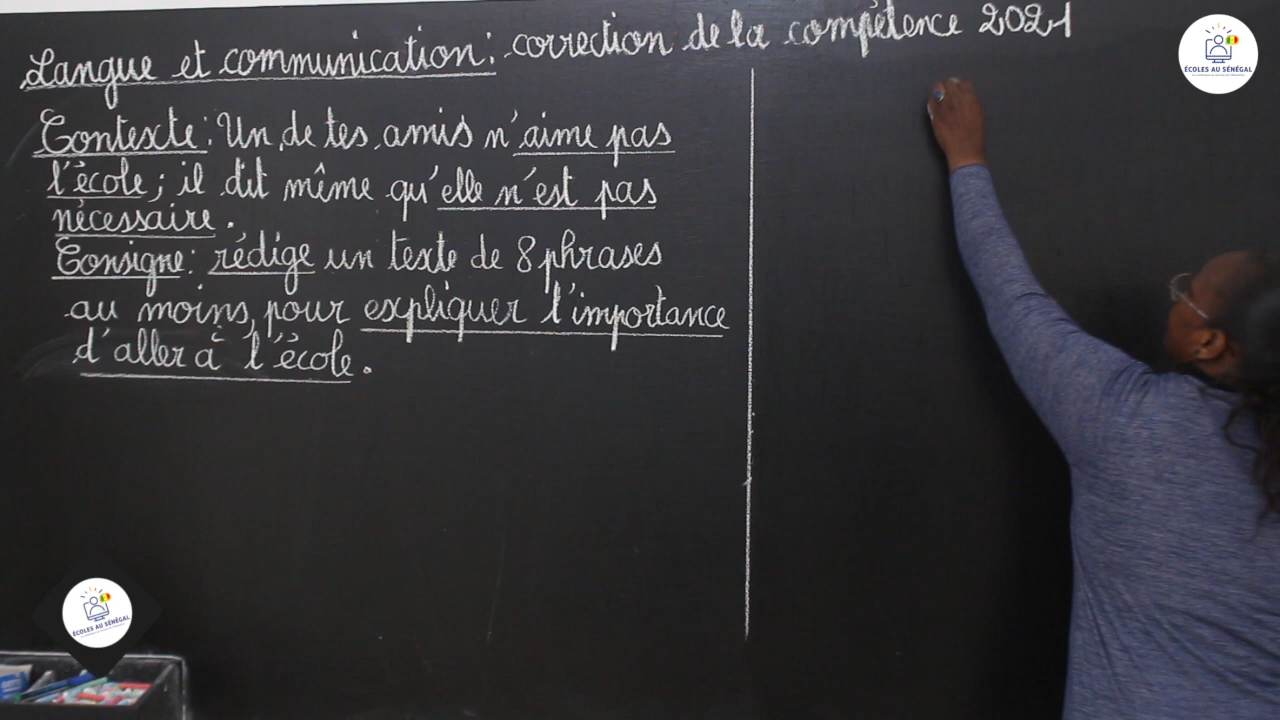 Langue et communication : correction de la compétence 2021
Contexte : Un de tes amis n'aime pas
l'école ; il dit même qu'elle n'est pas
nécessaire.
Consigne : rédige un texte de 8 phrases
au moins pour expliquer l'importance
d'aller à l'école.
ÉCOLES AU SÉNÉGAL
ÉCOLES AU SÉNÉGAL